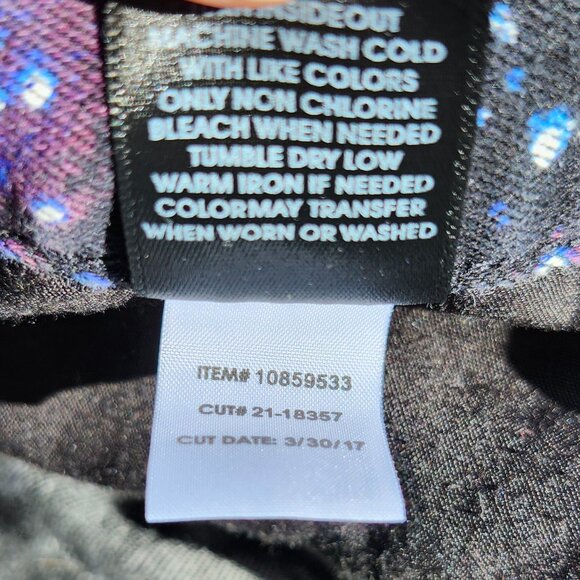 INSIDEOUT
MACHINE WASH COLD
WITH LIKE COLORS
ONLY NON CHLORINE
BLEACH WHEN NEEDED
TUMBLE DRY LOW
WARM IRON IF NEEDED
COLOR MAY TRANSFER
WHEN WORN OR WASHED
ITEM# 10859533
CUT# 21-18357
CUT DATE: 3/30/17